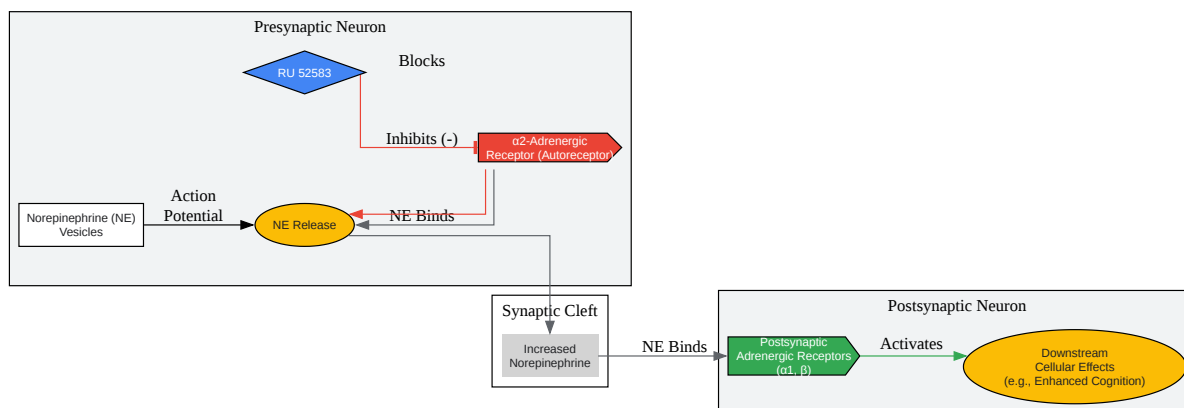 Presynaptic Neuron
RU 52583
Blocks
Inhibits (-)
α2-Adrenergic
Receptor (Autoreceptor)
Action
Potential
Norepinephrine (NE)
Vesicles
NE Release
NE Binds
Synaptic Cleft
Increased
Norepinephrine
NE Binds
Postsynaptic Neuron
Postsynaptic
Adrenergic Receptors
(α1, β)
Activates
Downstream
Cellular Effects
(e.g., Enhanced Cognition)